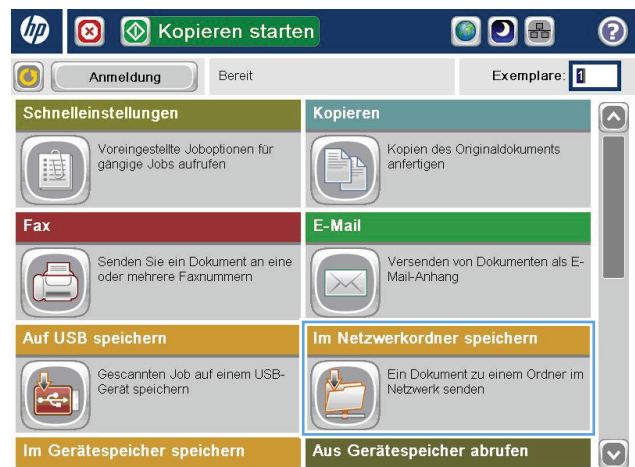 hp
Kopieren starten
?
Anmeldung
Bereit
Exemplare: 1
Schnelleinstellungen
Voreingestellte Joboptionen für
gängige Jobs aufrufen
Kopieren
Kopien des Originaldokuments
anfertigen
Fax
Senden Sie ein Dokument an eine
oder mehrere Faxnummern
E-Mail
Versenden von Dokumenten als E-
Mail-Anhang
Auf USB speichern
Gescannten Job auf einem USB-
Gerät speichern
Im Netzwerkordner speichern
Ein Dokument zu einem Ordner im
Netzwerk senden
Im Gerätespeicher speichern
Aus Gerätespeicher abrufen